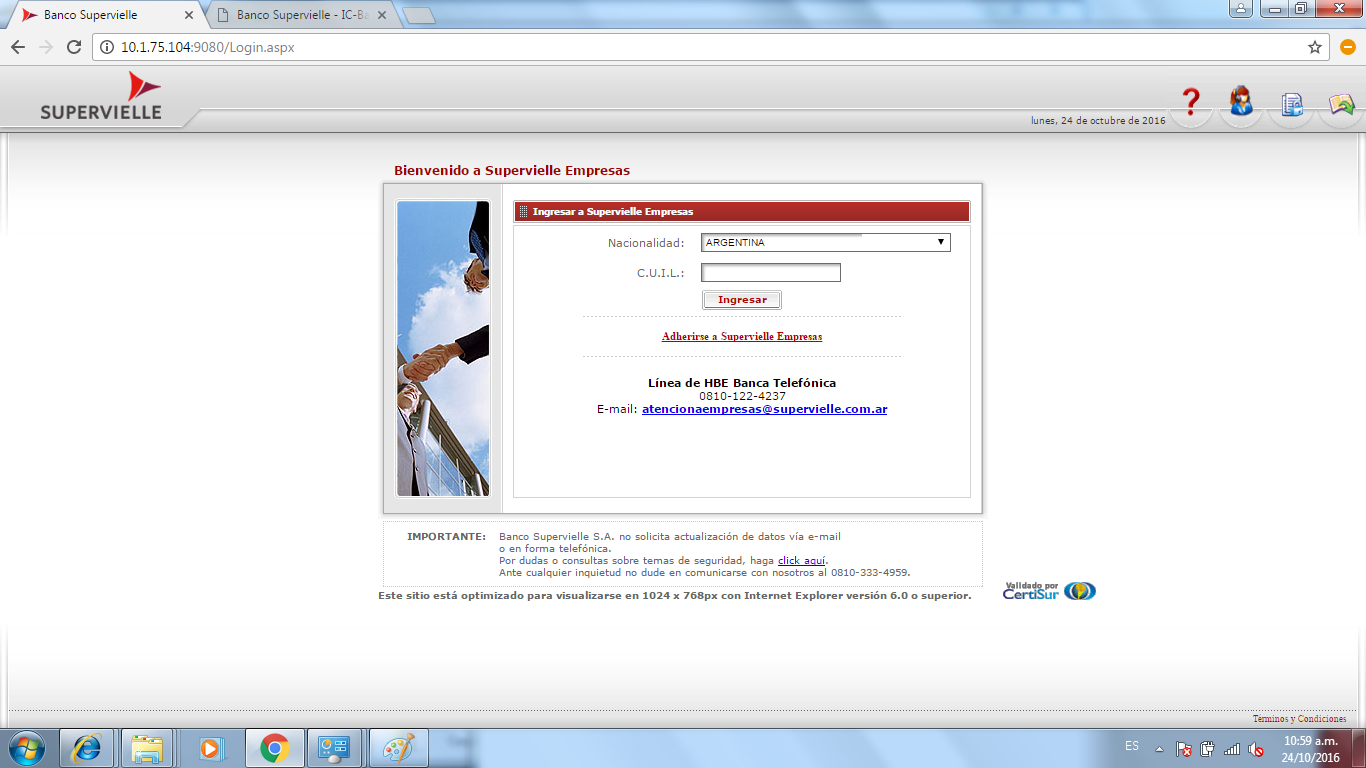 Banco Supervielle
Banco Supervielle - IC-Ba
10.1.75.104:9080/Login.aspx
SUPERVIELLE
lunes, 24 de octubre de 2016
Bienvenido a Supervielle Empresas
Ingresar a Supervielle Empresas
Nacionalidad: ARGENTINA
C.U.I.L.:
Ingresar
Adherirse a Supervielle Empresas
Línea de HBE Banca Telefónica
0810-122-4237
E-mail: atencionaempresas@supervielle.com.ar
IMPORTANTE: Banco Supervielle S.A. no solicita actualización de datos vía e-mail
o en forma telefónica.
Por dudas o consultas sobre temas de seguridad, haga click aquí.
Ante cualquier inquietud no dude en comunicarse con nosotros al 0810-333-4959.
Validado por
CertiSur
Este sitio está optimizado para visualizarse en 1024 x 768px con Internet Explorer versión 6.0 o superior.
Terminos y Condiciones
ES
10:59 a.m.
24/10/2016